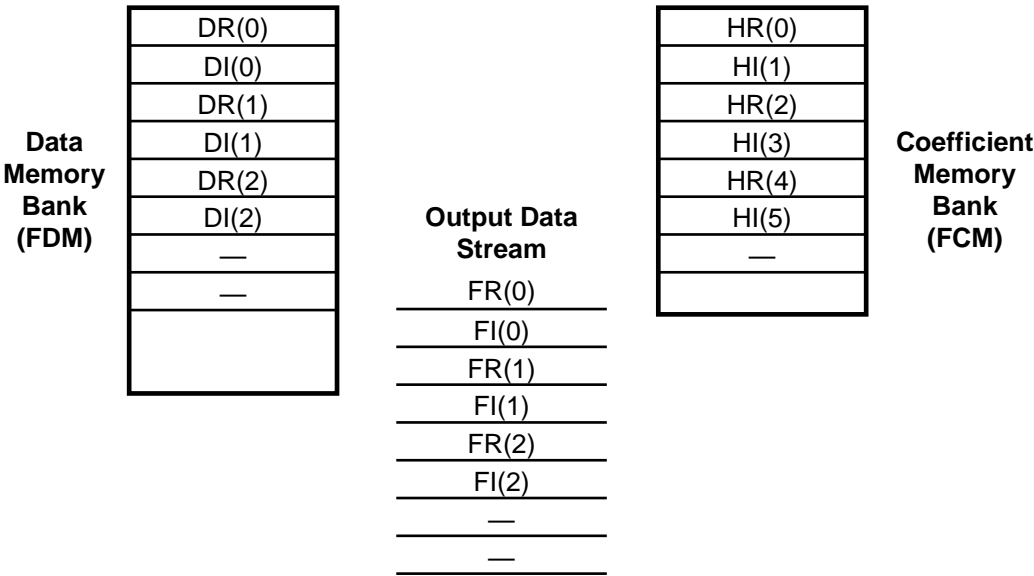 Data
Memory
Bank
(FDM)
DR(0)
DI(0)
DR(1)
DI(1)
DR(2)
DI(2)
—
—
Output Data
Stream
FR(0)
FI(0)
FR(1)
FI(1)
FR(2)
FI(2)
—
—
HR(0)
HI(1)
HR(2)
HI(3)
HR(4)
HI(5)
—
Coefficient
Memory
Bank
(FCM)